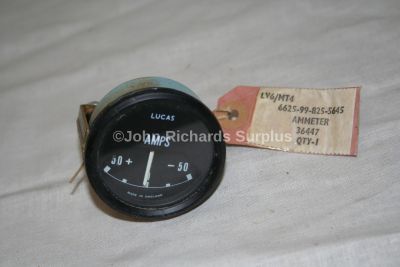 LV6/MT4
6625-99-825-5645
AMMETER
36447
QTY-1
LUCAS
© John Richards Surplus
AMPS
50 + - 50
MADE IN ENGLAND